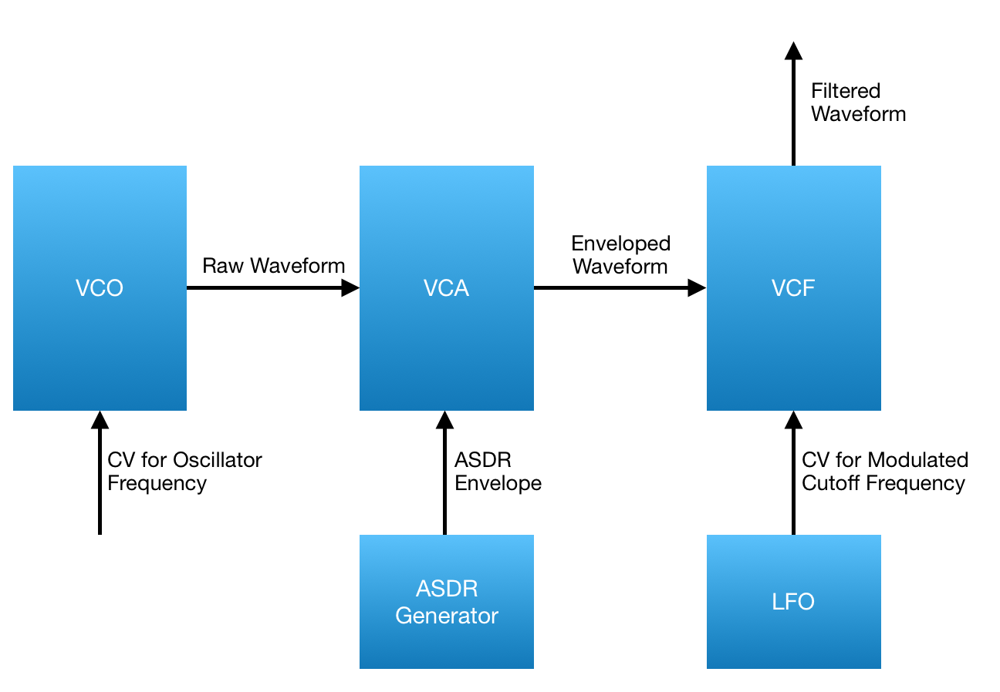 Filtered
Waveform
VCO
Raw Waveform
VCA
Enveloped
Waveform
VCF
CV for Oscillator
Frequency
ASDR
Envelope
CV for Modulated
Cutoff Frequency
ASDR
Generator
LFO